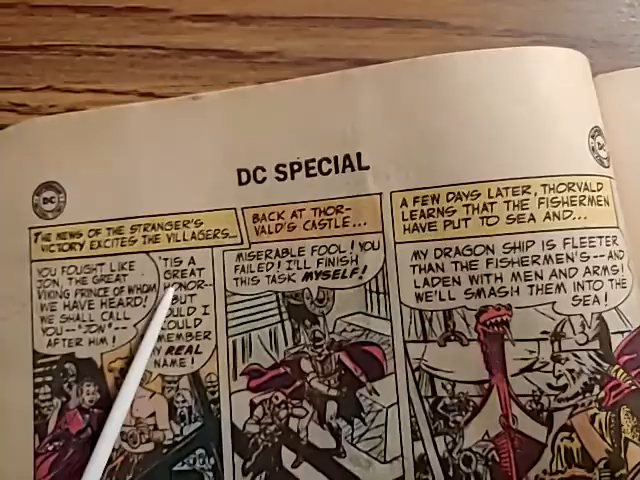 DC
DC SPECIAL
DC
THE NEWS OF THE STRANGER'S
VICTORY EXCITES THE VILLAGERS...
YOU FOUGHT LIKE
JON, THE GREAT
VIKING PRINCE OF WHOM
WE HAVE HEARD!
WE SHALL CALL
YOU--"JON"--
AFTER HIM!
'TIS A
GREAT
HONOR--
BUT
OULD I
OULD
MEMBER
Y REAL
NAME!
BACK AT THOR-
VALD'S CASTLE...
MISERABLE FOOL! YOU
FAILED! I'LL FINISH
THIS TASK MYSELF!
A FEW DAYS LATER, THORVALD
LEARNS THAT THE FISHERMEN
HAVE PUT TO SEA AND...
MY DRAGON SHIP IS FLEETER
THAN THE FISHERMEN'S--AND
LADEN WITH MEN AND ARMS!
WE'LL SMASH THEM INTO THE
SEA!